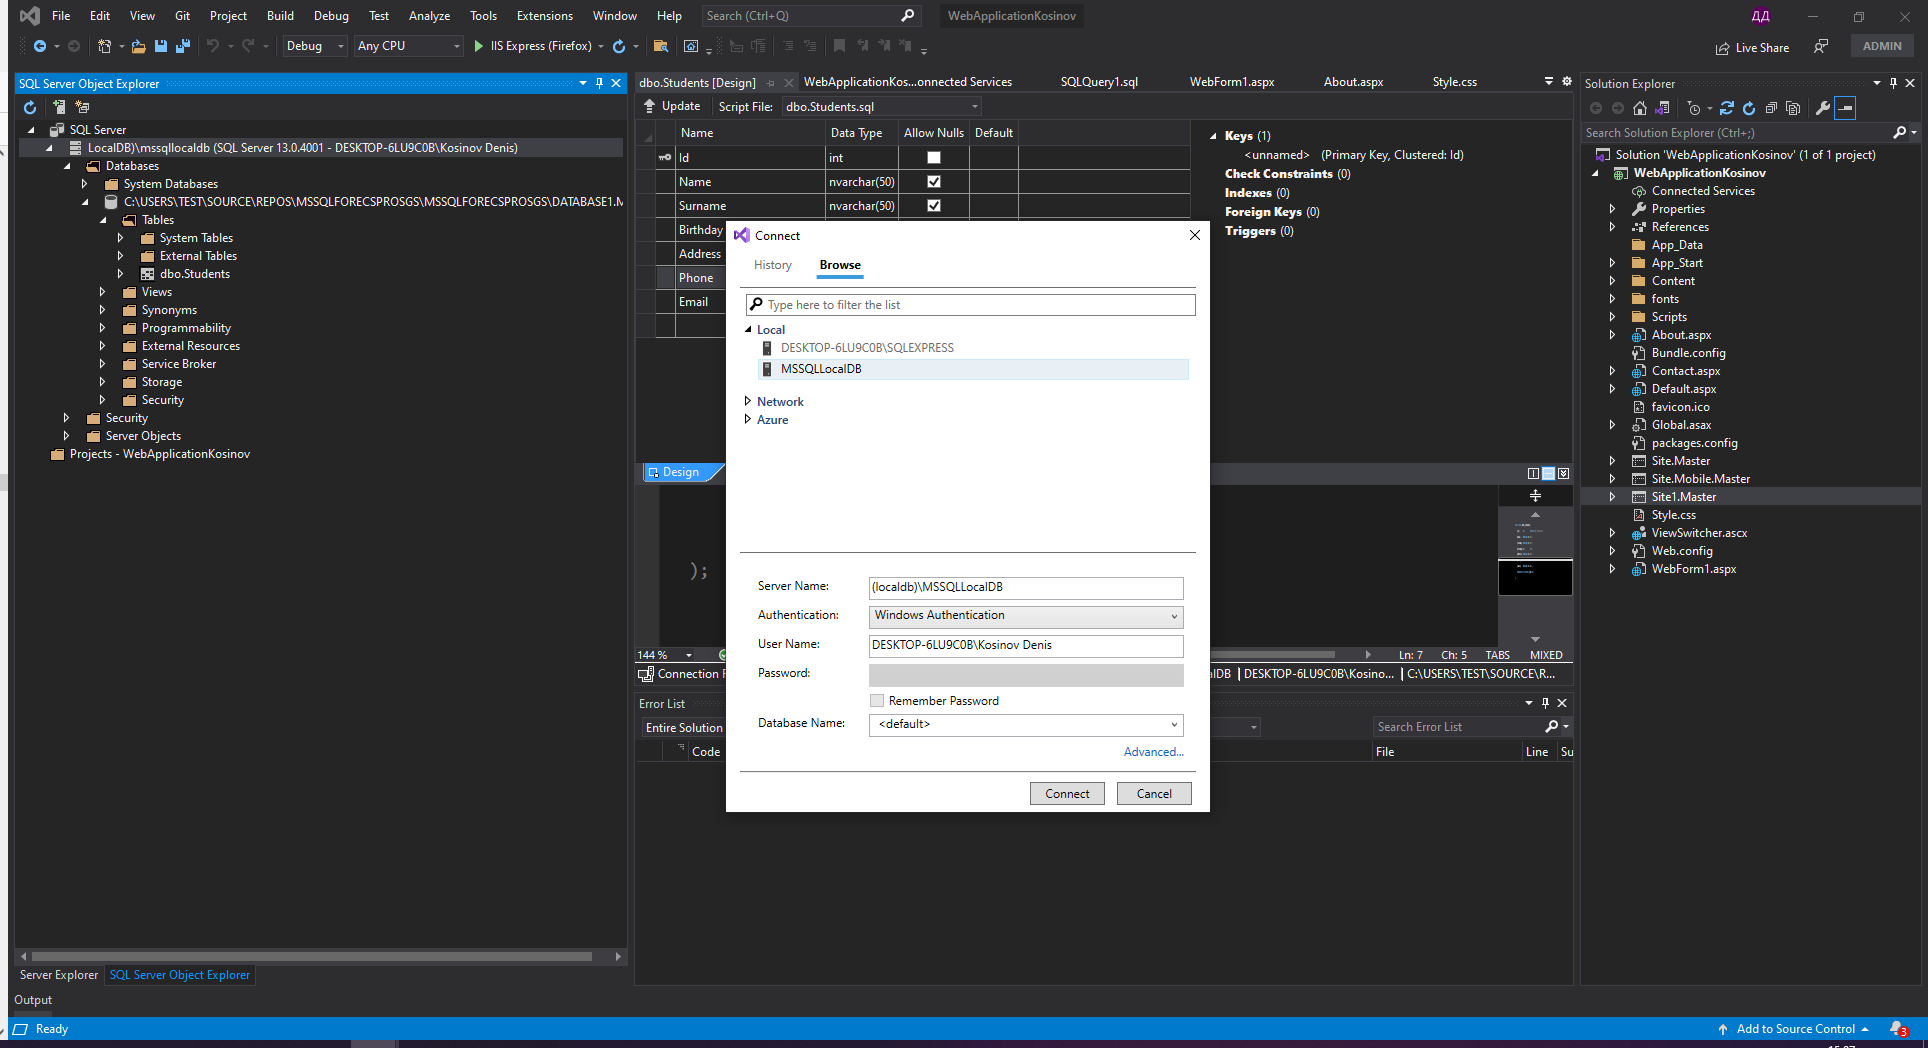 File Edit View Git Project Build Debug Test Analyze Tools Extensions Window Help Search (Ctrl+Q) WebApplicationKosinov ДД
Debug Any CPU IIS Express (Firefox) Live Share ADMIN
SQL Server Object Explorer
SQL Server
LocalDB)\mssqllocaldb (SQL Server 13.0.4001 - DESKTOP-6LU9C0B\Kosinov Denis)
Databases
System Databases
C:\USERS\TEST\SOURCE\REPOS\MSSQLFORECSPROSGS\MSSQLFORECSPROSGS\DATABASE1.M
Tables
System Tables
External Tables
dbo.Students
Views
Synonyms
Programmability
External Resources
Service Broker
Storage
Security
Security
Server Objects
Projects - WebApplicationKosinov
Server Explorer SQL Server Object Explorer
Output
dbo.Students [Design] WebApplicationKos...onnected Services SQLQuery1.sql WebForm1.aspx About.aspx Style.css
Update Script File: dbo.Students.sql
Name Data Type Allow Nulls Default
Id int
Name nvarchar(50)
Surname nvarchar(50)
Birthday
Address
Phone
Email
Keys (1)
<unnamed> (Primary Key, Clustered: Id)
Check Constraints (0)
Indexes (0)
Foreign Keys (0)
Triggers (0)
Design
);
144 % Ln: 7 Ch: 5 TABS MIXED
Connection lDB | DESKTOP-6LU9C0B\Kosino... | C:\USERS\TEST\SOURCE\R...
Error List
Entire Solution Search Error List
Code File Line Su
Connect
History Browse
Type here to filter the list
Local
DESKTOP-6LU9C0B\SQLEXPRESS
MSSQLLocalDB
Network
Azure
Server Name: (localdb)\MSSQLLocalDB
Authentication: Windows Authentication
User Name: DESKTOP-6LU9C0B\Kosinov Denis
Password:
Remember Password
Database Name: <default>
Advanced...
Connect Cancel
Solution Explorer
Search Solution Explorer (Ctrl+;)
Solution 'WebApplicationKosinov' (1 of 1 project)
WebApplicationKosinov
Connected Services
Properties
References
App_Data
App_Start
Content
fonts
Scripts
About.aspx
Bundle.config
Contact.aspx
Default.aspx
favicon.ico
Global.asax
packages.config
Site.Master
Site.Mobile.Master
Site1.Master
Style.css
ViewSwitcher.ascx
Web.config
WebForm1.aspx
Ready Add to Source Control 3